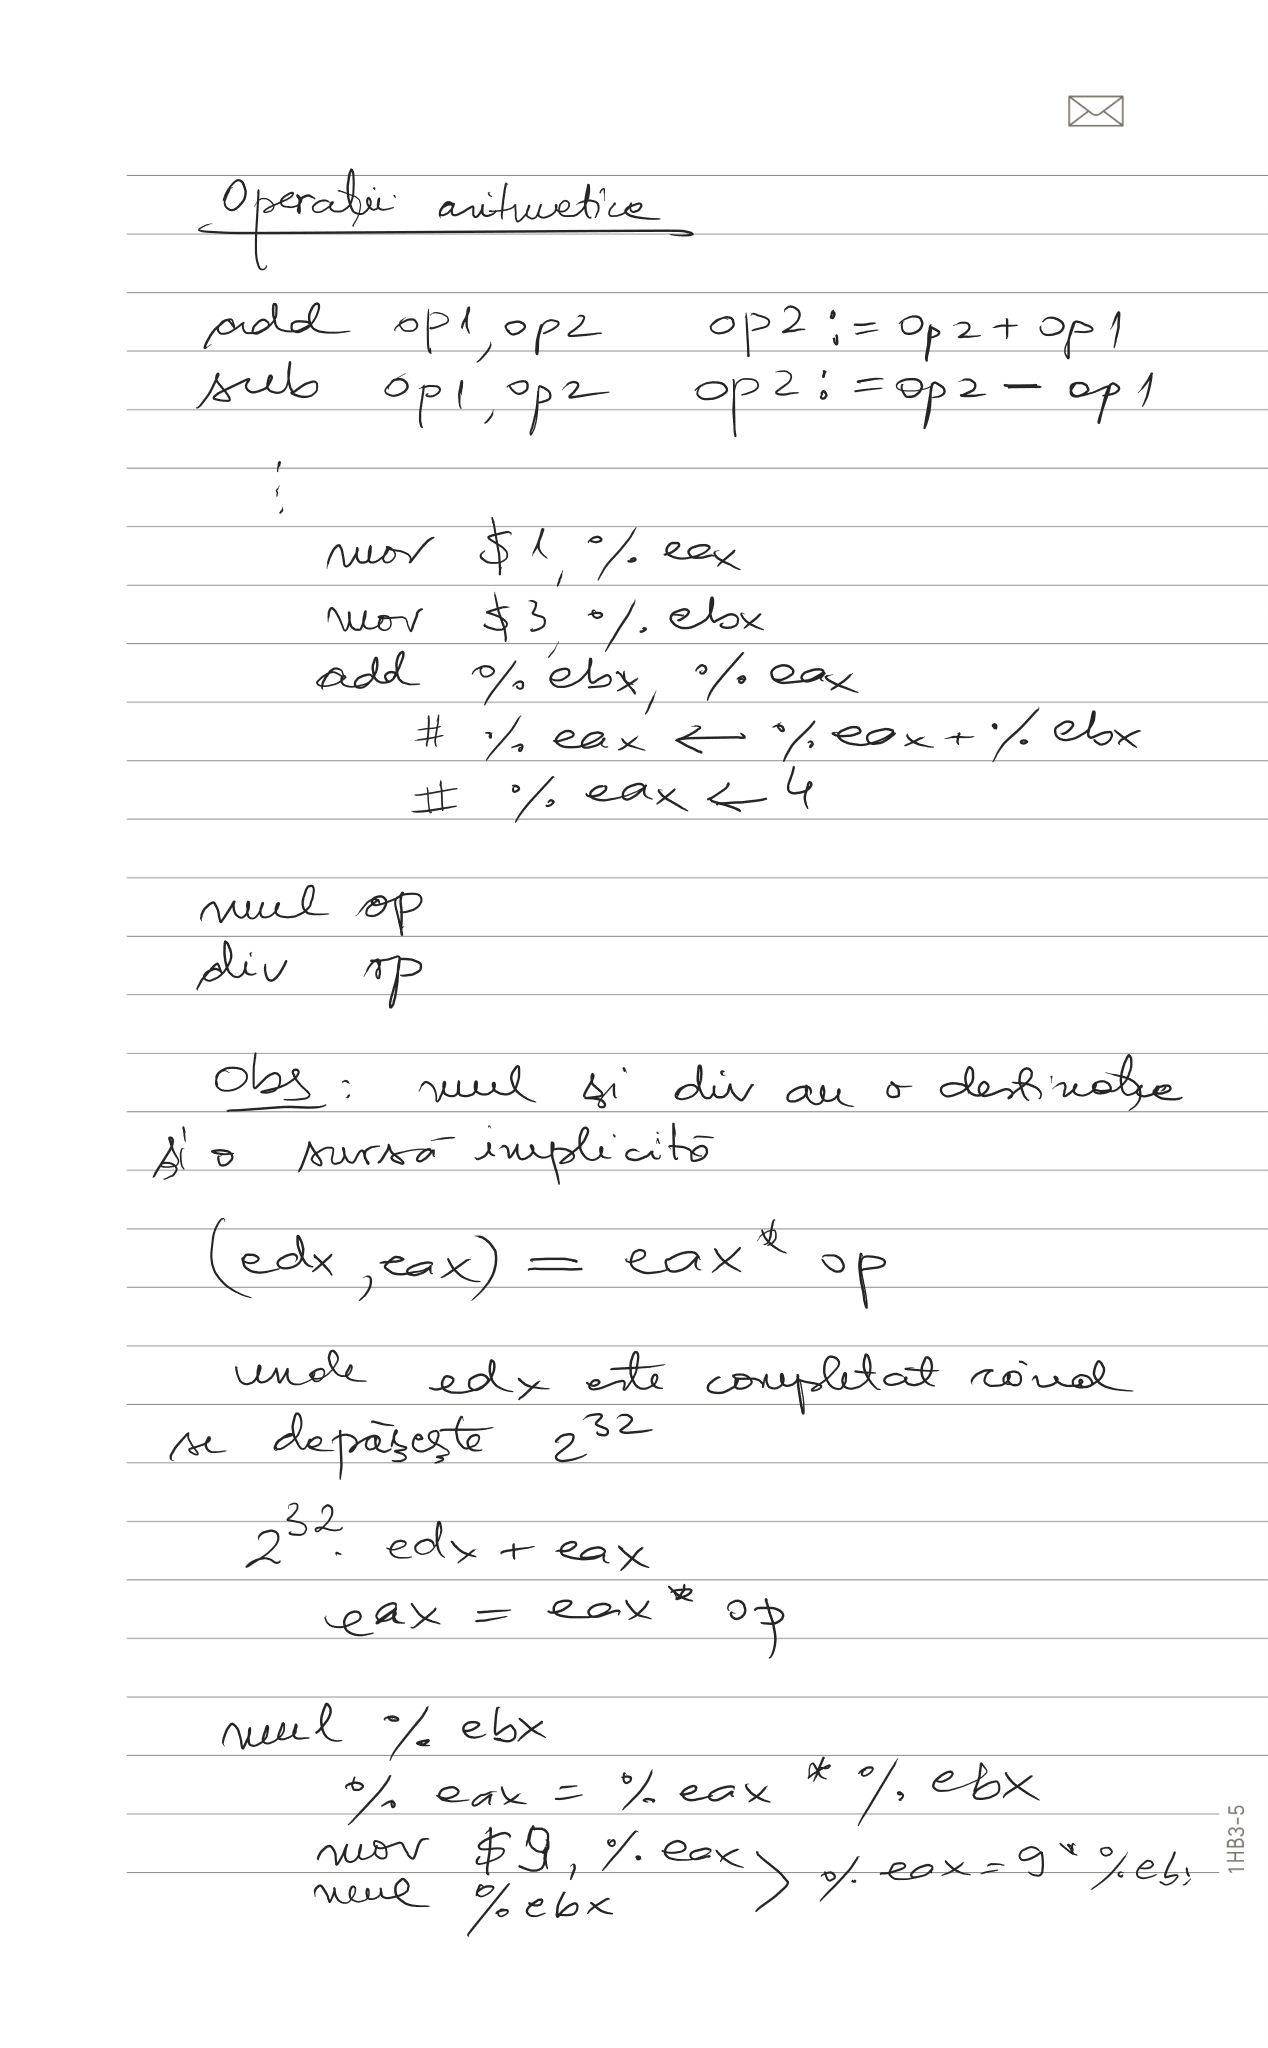 Operații aritmetice
add op1, op2 op2 := op2 + op1
sub op1, op2 op2 := op2 - op1
⋮
mov $1, %eax
mov $3, %ebx
add %ebx, %eax
# %eax ← %eax + %ebx
# %eax ← 4
mul op
div op
Obs: mul și div au o destinație
și o sursă implicită
(edx, eax) = eax * op
unde edx este completat când
se depășește 2^32
2^32 · edx + eax
eax = eax * op
mul %ebx
%eax = %eax * %ebx
mov $9, %eax > %eax = 9 * %eb
mul %ebx
1HB3-5